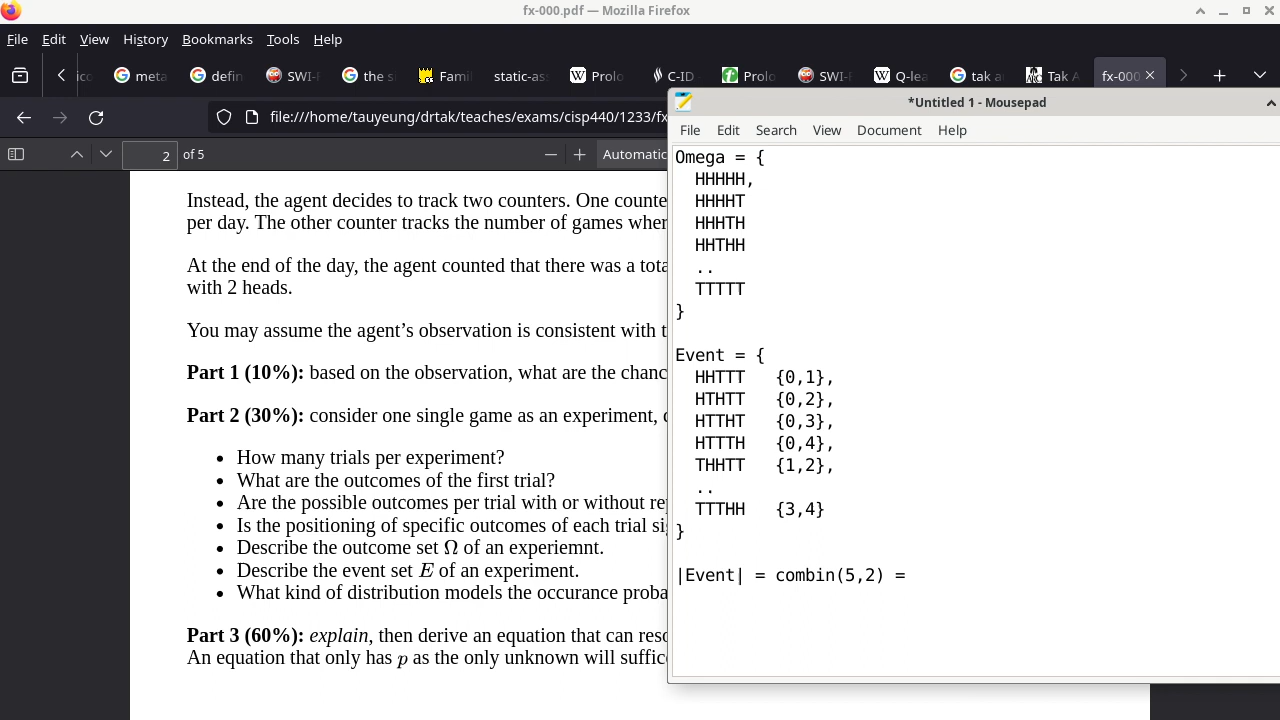 fx-000.pdf — Mozilla Firefox
File Edit View History Bookmarks Tools Help
meta defin SWI- the s Fami static-ass Prolo C-ID Prolo SWI- Q-lea tak a Tak A fx-000
file:///home/tauyeung/drtak/teaches/exams/cisp440/1233/fx
2 of 5 Automatic
Instead, the agent decides to track two counters. One counte
per day. The other counter tracks the number of games wher
At the end of the day, the agent counted that there was a tota
with 2 heads.
You may assume the agent’s observation is consistent with t
Part 1 (10%): based on the observation, what are the chanc
Part 2 (30%): consider one single game as an experiment, d
• How many trials per experiment?
• What are the outcomes of the first trial?
• Are the possible outcomes per trial with or without rep
• Is the positioning of specific outcomes of each trial sig
• Describe the outcome set Ω of an experiemnt.
• Describe the event set E of an experiment.
• What kind of distribution models the occurance proba
Part 3 (60%): explain, then derive an equation that can reso
An equation that only has p as the only unknown will suffice
*Untitled 1 - Mousepad
File Edit Search View Document Help
Omega = {
HHHHH,
HHHHT
HHHTH
HHTHH
..
TTTTT
}
Event = {
HHTTT {0,1},
HTHTT {0,2},
HTTHT {0,3},
HTTTH {0,4},
THHTT {1,2},
..
TTTHH {3,4}
}
|Event| = combin(5,2) =